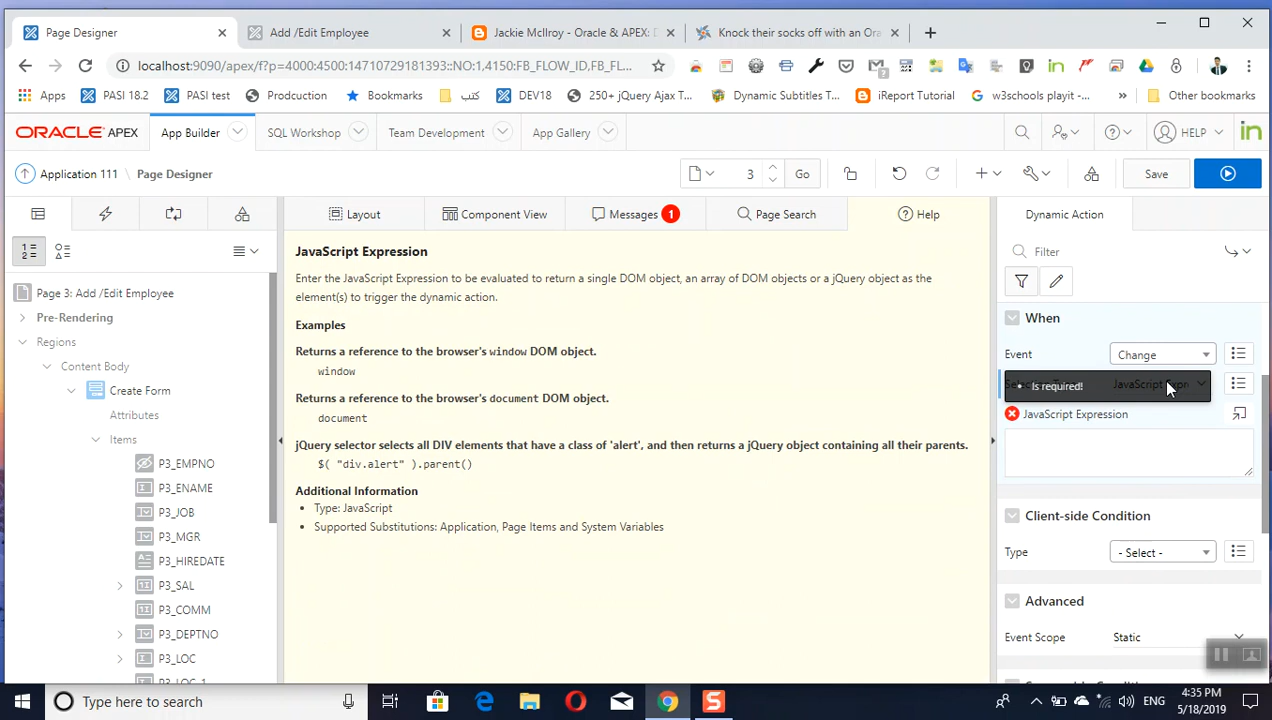 Page Designer
Add /Edit Employee
Jackie McIlroy - Oracle & APEX: D
Knock their socks off with an Ora
localhost:9090/apex/f?p=4000:4500:14710729181393::NO:1,4150:FB_FLOW_ID,FB_FL...
Apps
PASI 18.2
PASI test
Prodcuction
Bookmarks
كتب
DEV18
250+ jQuery Ajax T...
Dynamic Subtitles T...
iReport Tutorial
w3schools playit -...
Other bookmarks
ORACLE APEX
App Builder
SQL Workshop
Team Development
App Gallery
HELP
in
Application 111 \ Page Designer
3
Go
Save
Layout
Component View
Messages 1
Page Search
Help
Dynamic Action
Filter
Page 3: Add /Edit Employee
Pre-Rendering
Regions
Content Body
Create Form
Attributes
Items
P3_EMPNO
P3_ENAME
P3_JOB
P3_MGR
P3_HIREDATE
P3_SAL
P3_COMM
P3_DEPTNO
P3_LOC
P3_LOC_1
JavaScript Expression
Enter the JavaScript Expression to be evaluated to return a single DOM object, an array of DOM objects or a jQuery object as the
element(s) to trigger the dynamic action.
Examples
Returns a reference to the browser's window DOM object.
window
Returns a reference to the browser's document DOM object.
document
jQuery selector selects all DIV elements that have a class of 'alert', and then returns a jQuery object containing all their parents.
$( "div.alert" ).parent()
Additional Information
• Type: JavaScript
• Supported Substitutions: Application, Page Items and System Variables
When
Event
Change
• Is required!
JavaScript Expr
JavaScript Expression
Client-side Condition
Type
- Select -
Advanced
Event Scope
Static
Type here to search
ENG
4:35 PM
5/18/2019